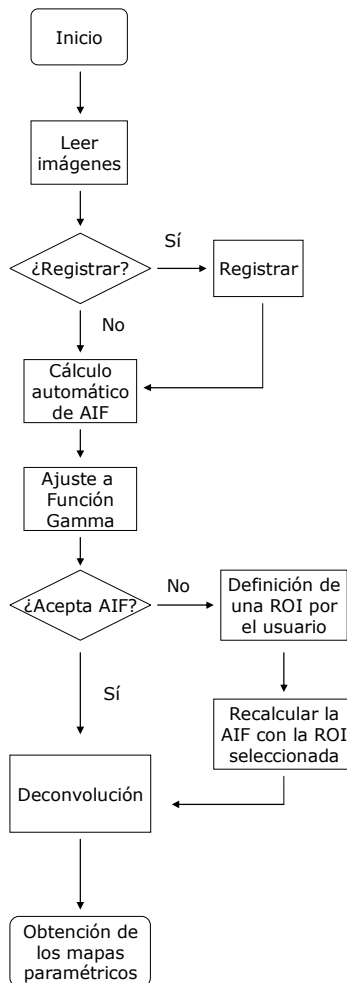 Inicio
Leer
imágenes
¿Registrar?
Sí
Registrar
No
Cálculo
automático
de AIF
Ajuste a
Función
Gamma
¿Acepta AIF?
No
Definición de
una ROI por
el usuario
Sí
Recalcular la
AIF con la ROI
seleccionada
Deconvolución
Obtención de
los mapas
paramétricos